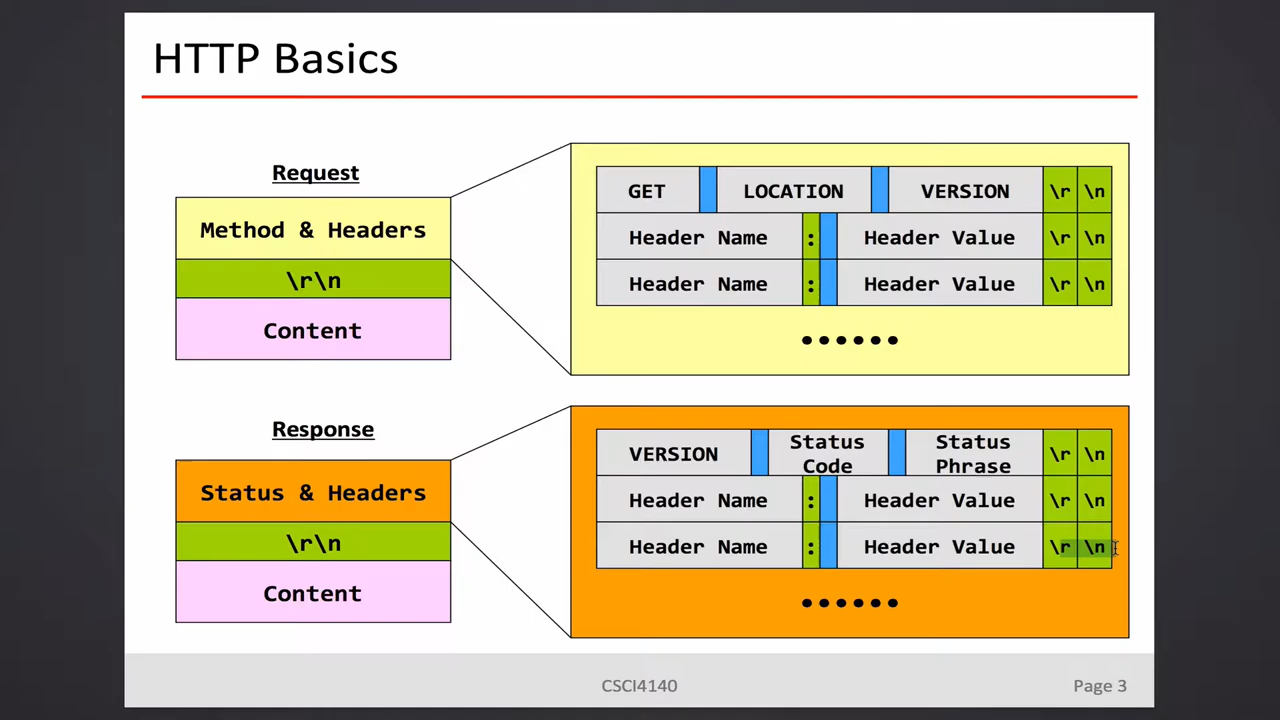 HTTP Basics
Request
Method & Headers
\r\n
Content
GET LOCATION VERSION \r \n
Header Name : Header Value \r \n
Header Name : Header Value \r \n
......
Response
Status & Headers
\r\n
Content
VERSION Status Code Status Phrase \r \n
Header Name : Header Value \r \n
Header Name : Header Value \r \n
......
CSCI4140
Page 3